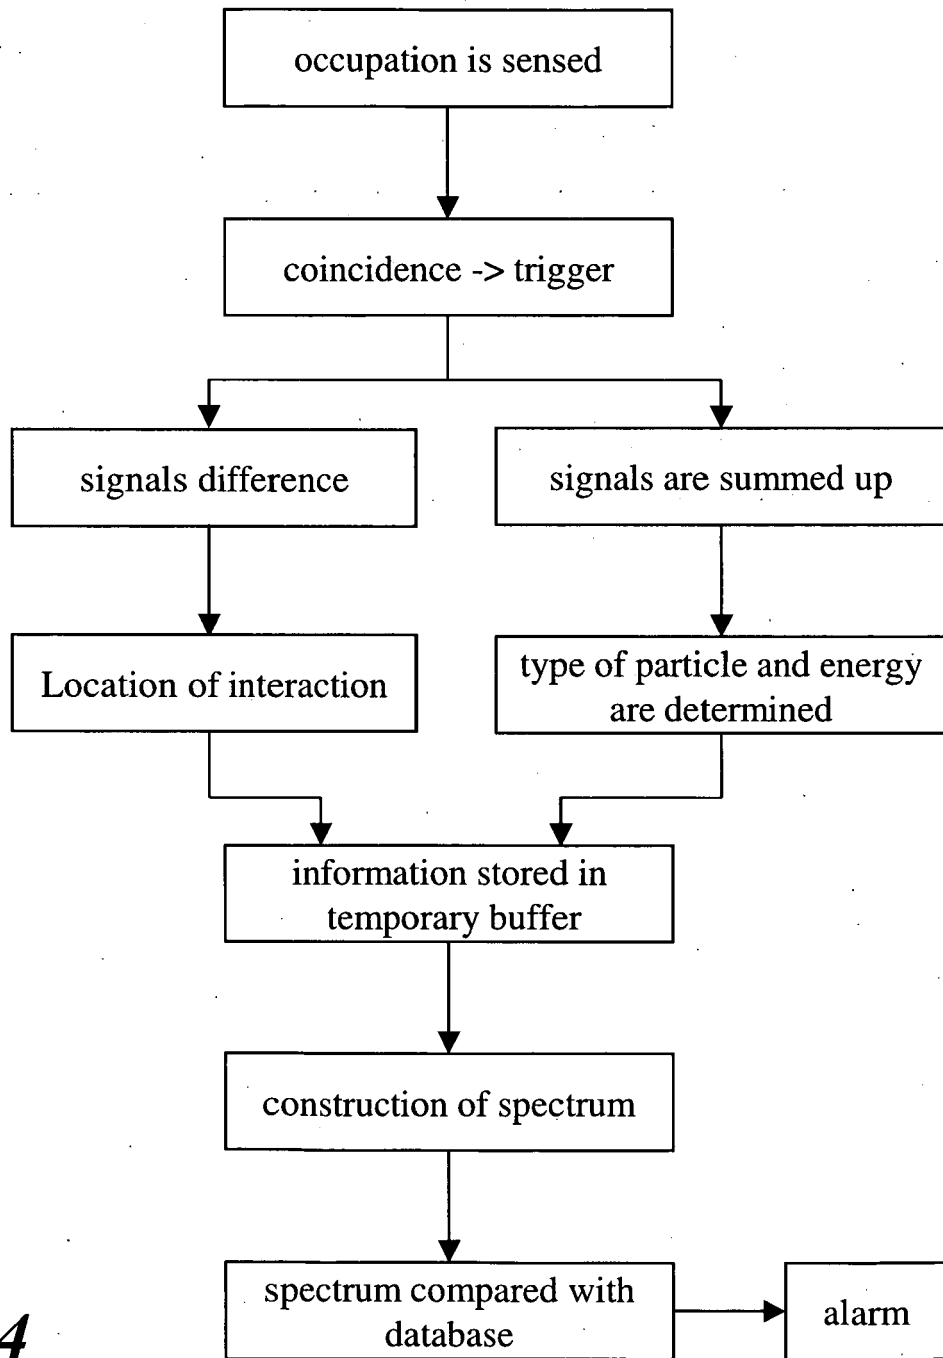 occupation is sensed
coincidence -> trigger
signals difference
signals are summed up
Location of interaction
type of particle and energy
are determined
information stored in
temporary buffer
construction of spectrum
spectrum compared with
database
alarm
4